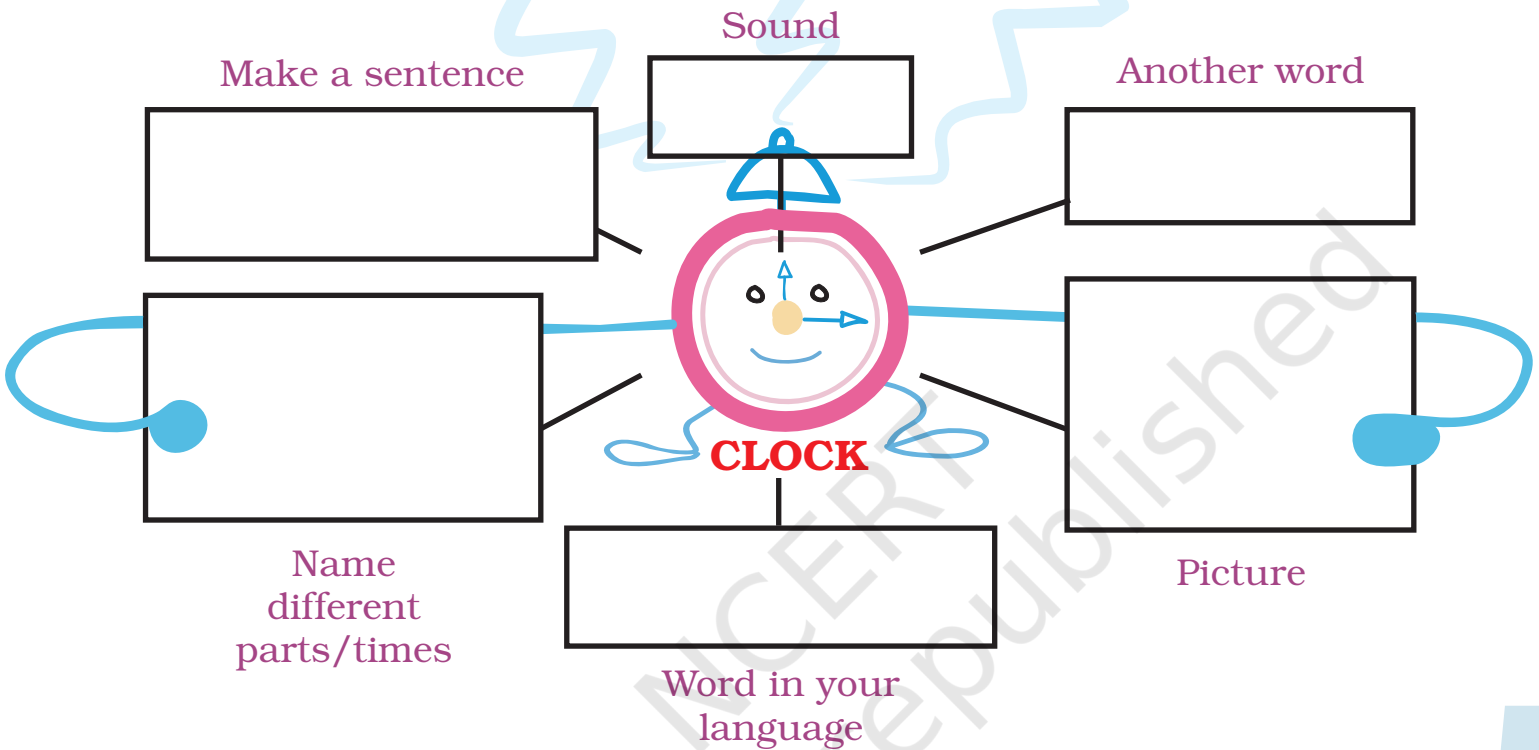 Sound
Make a sentence
Another word
CLOCK
Name
different
parts/times
Picture
Word in your
language
NCERT
republished